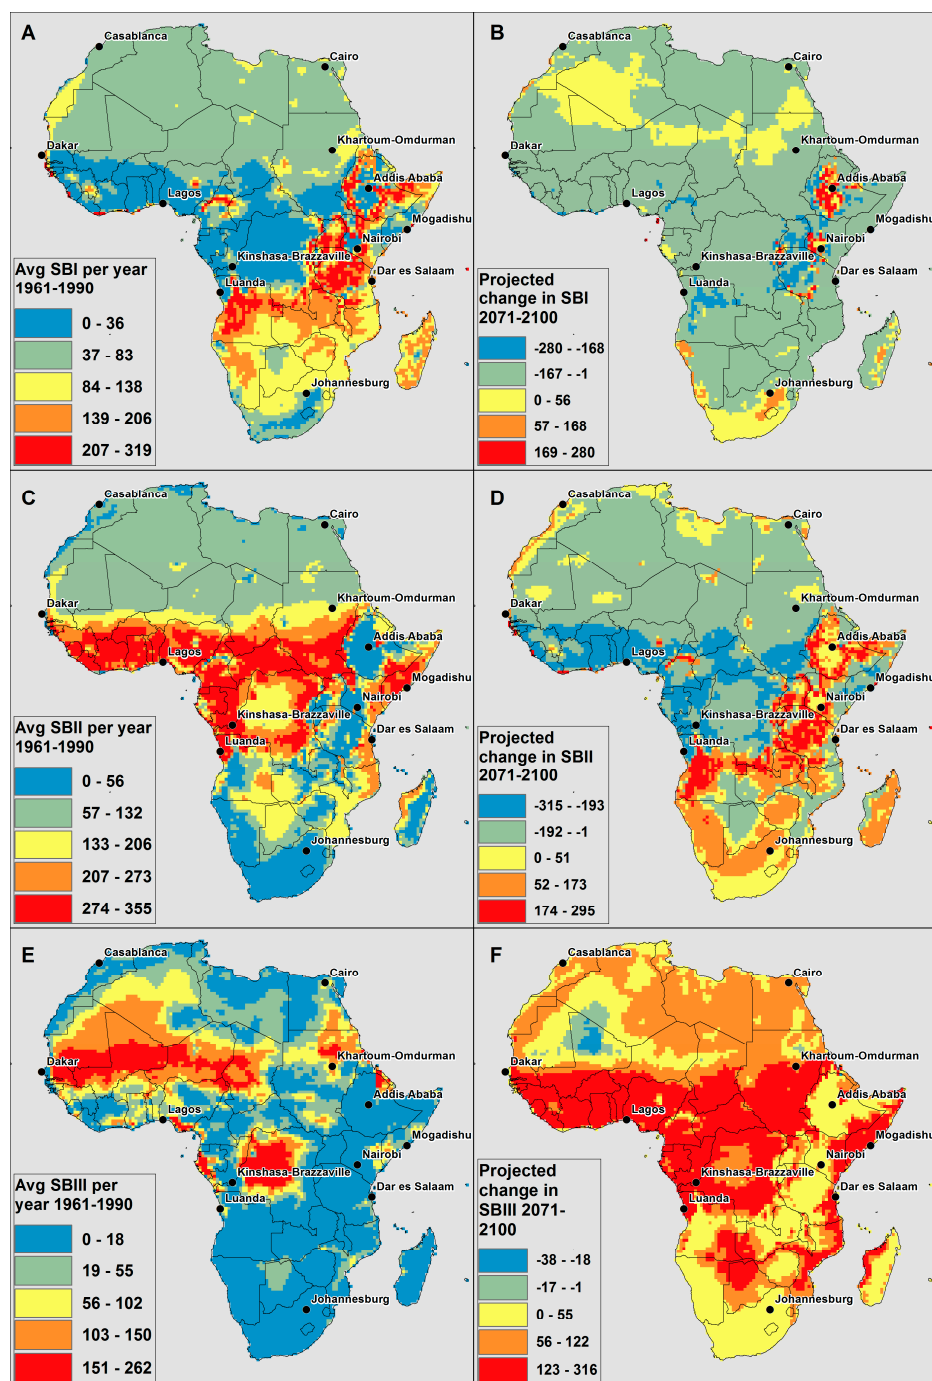 A
Casablanca
Cairo
Dakar
Khartoum-Omdurman
Addis Ababa
Lagos
Mogadishu
Nairobi
Kinshasa-Brazzaville
Dar es Salaam
Luanda
Johannesburg
Avg SBI per year
1961-1990
0 - 36
37 - 83
84 - 138
139 - 206
207 - 319
B
Casablanca
Cairo
Dakar
Khartoum-Omdurman
Addis Ababa
Lagos
Mogadishu
Nairobi
Kinshasa-Brazzaville
Dar es Salaam
Luanda
Johannesburg
Projected
change in SBI
2071-2100
-280 - -168
-167 - -1
0 - 56
57 - 168
169 - 280
C
Casablanca
Cairo
Dakar
Khartoum-Omdurman
Addis Ababa
Lagos
Mogadishu
Nairobi
Kinshasa-Brazzaville
Dar es Salaam
Luanda
Johannesburg
Avg SBII per year
1961-1990
0 - 56
57 - 132
133 - 206
207 - 273
274 - 355
D
Casablanca
Cairo
Dakar
Khartoum-Omdurman
Addis Ababa
Lagos
Mogadishu
Nairobi
Kinshasa-Brazzaville
Dar es Salaam
Luanda
Johannesburg
Projected
change in SBII
2071-2100
-315 - -193
-192 - -1
0 - 51
52 - 173
174 - 295
E
Casablanca
Cairo
Dakar
Khartoum-Omdurman
Addis Ababa
Lagos
Mogadishu
Nairobi
Kinshasa-Brazzaville
Dar es Salaam
Luanda
Johannesburg
Avg SBIII per
year 1961-1990
0 - 18
19 - 55
56 - 102
103 - 150
151 - 262
F
Casablanca
Cairo
Dakar
Khartoum-Omdurman
Addis Ababa
Lagos
Mogadishu
Nairobi
Kinshasa-Brazzaville
Dar es Salaam
Luanda
Johannesburg
Projected
change in
SBIII 2071-
2100
-38 - -18
-17 - -1
0 - 55
56 - 122
123 - 316